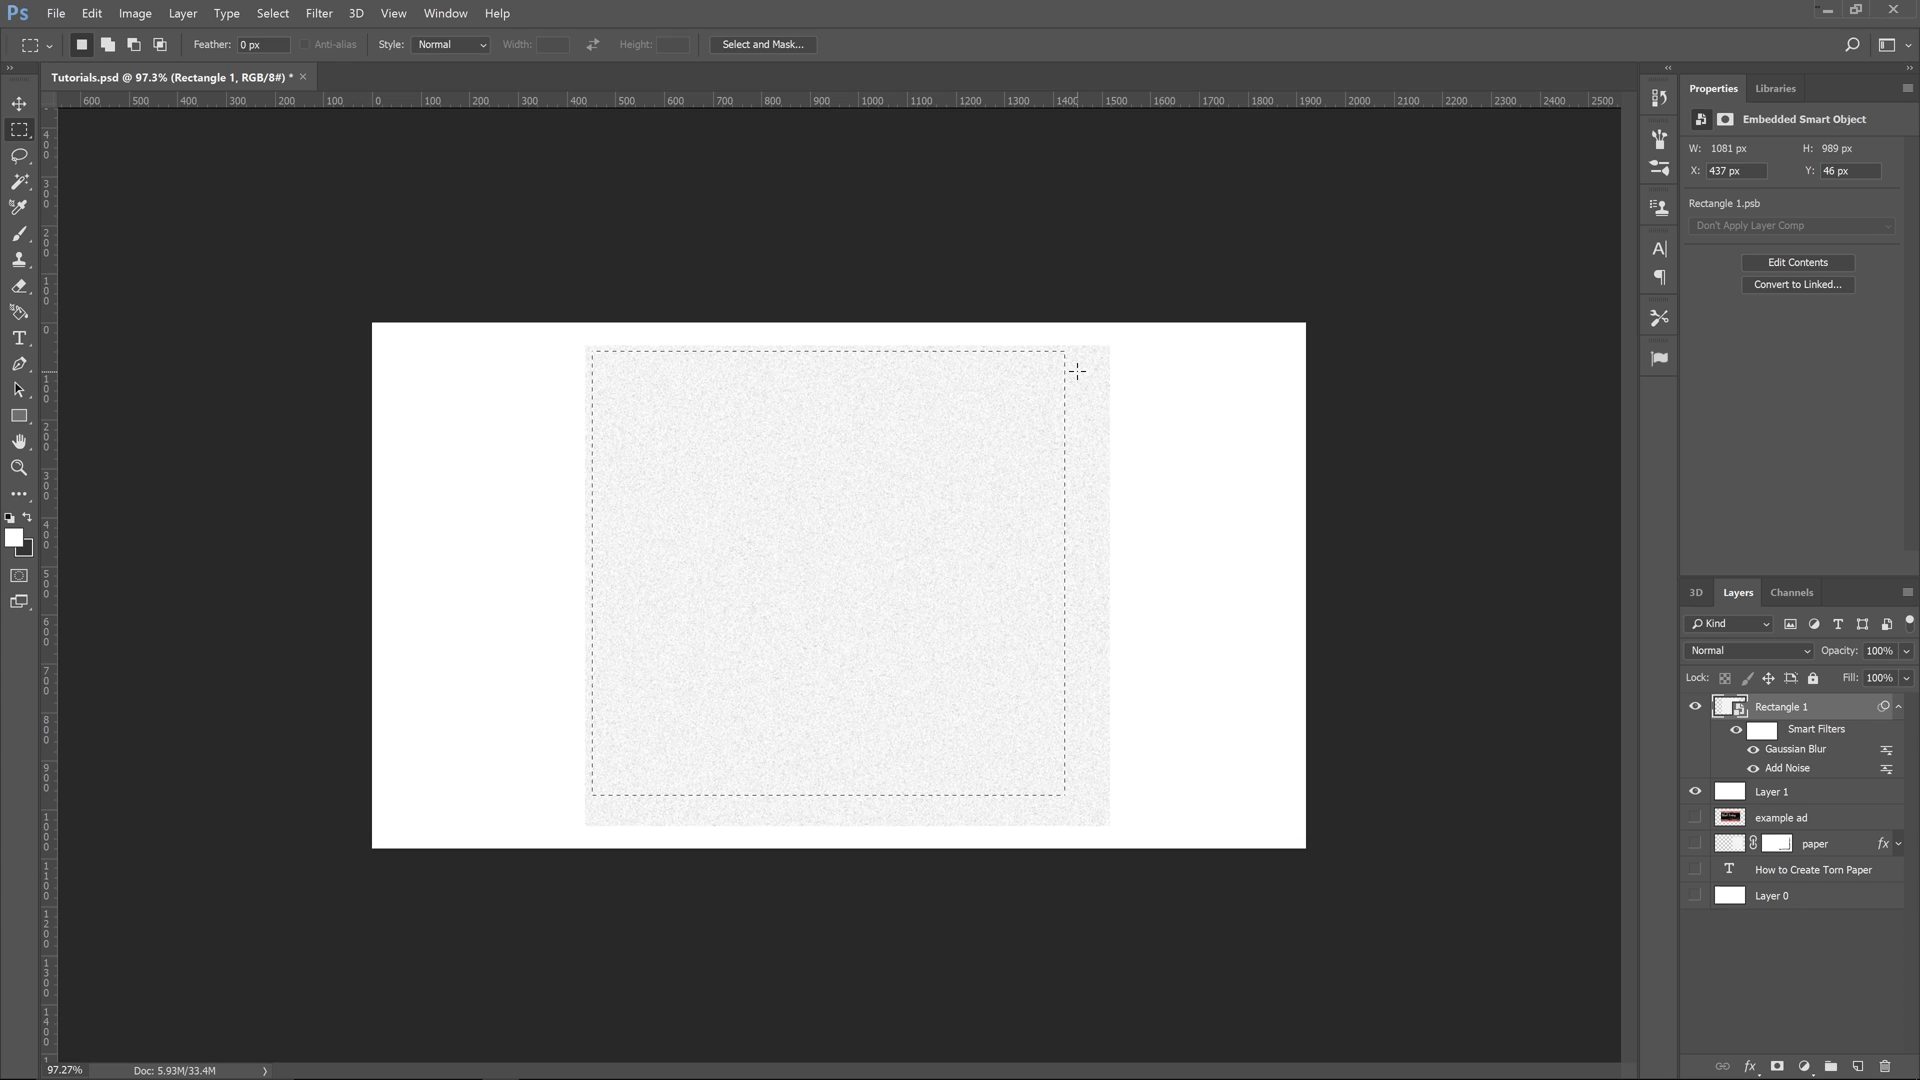 Ps File Edit Image Layer Type Select Filter 3D View Window Help
Feather: 0 px Anti-alias Style: Normal Width: Height: Select and Mask...
Tutorials.psd @ 97.3% (Rectangle 1, RGB/8#) *
600 500 400 300 200 100 0 100 200 300 400 500 600 700 800 900 1000 1100 1200 1300 1400 1500 1600 1700 1800 1900 2000 2100 2200 2300 2400 2500
400
300
200
100
0
100
200
300
400
500
600
700
800
900
1000
1100
1200
1300
1400
1
Properties Libraries
Embedded Smart Object
W: 1081 px H: 989 px
X: 437 px Y: 46 px
Rectangle 1.psb
Don't Apply Layer Comp
Edit Contents
Convert to Linked...
3D Layers Channels
Kind
Normal Opacity: 100%
Lock: Fill: 100%
Rectangle 1
Smart Filters
Gaussian Blur
Add Noise
Layer 1
example ad
paper fx
How to Create Torn Paper
Layer 0
fx
97.27% Doc: 5.93M/33.4M